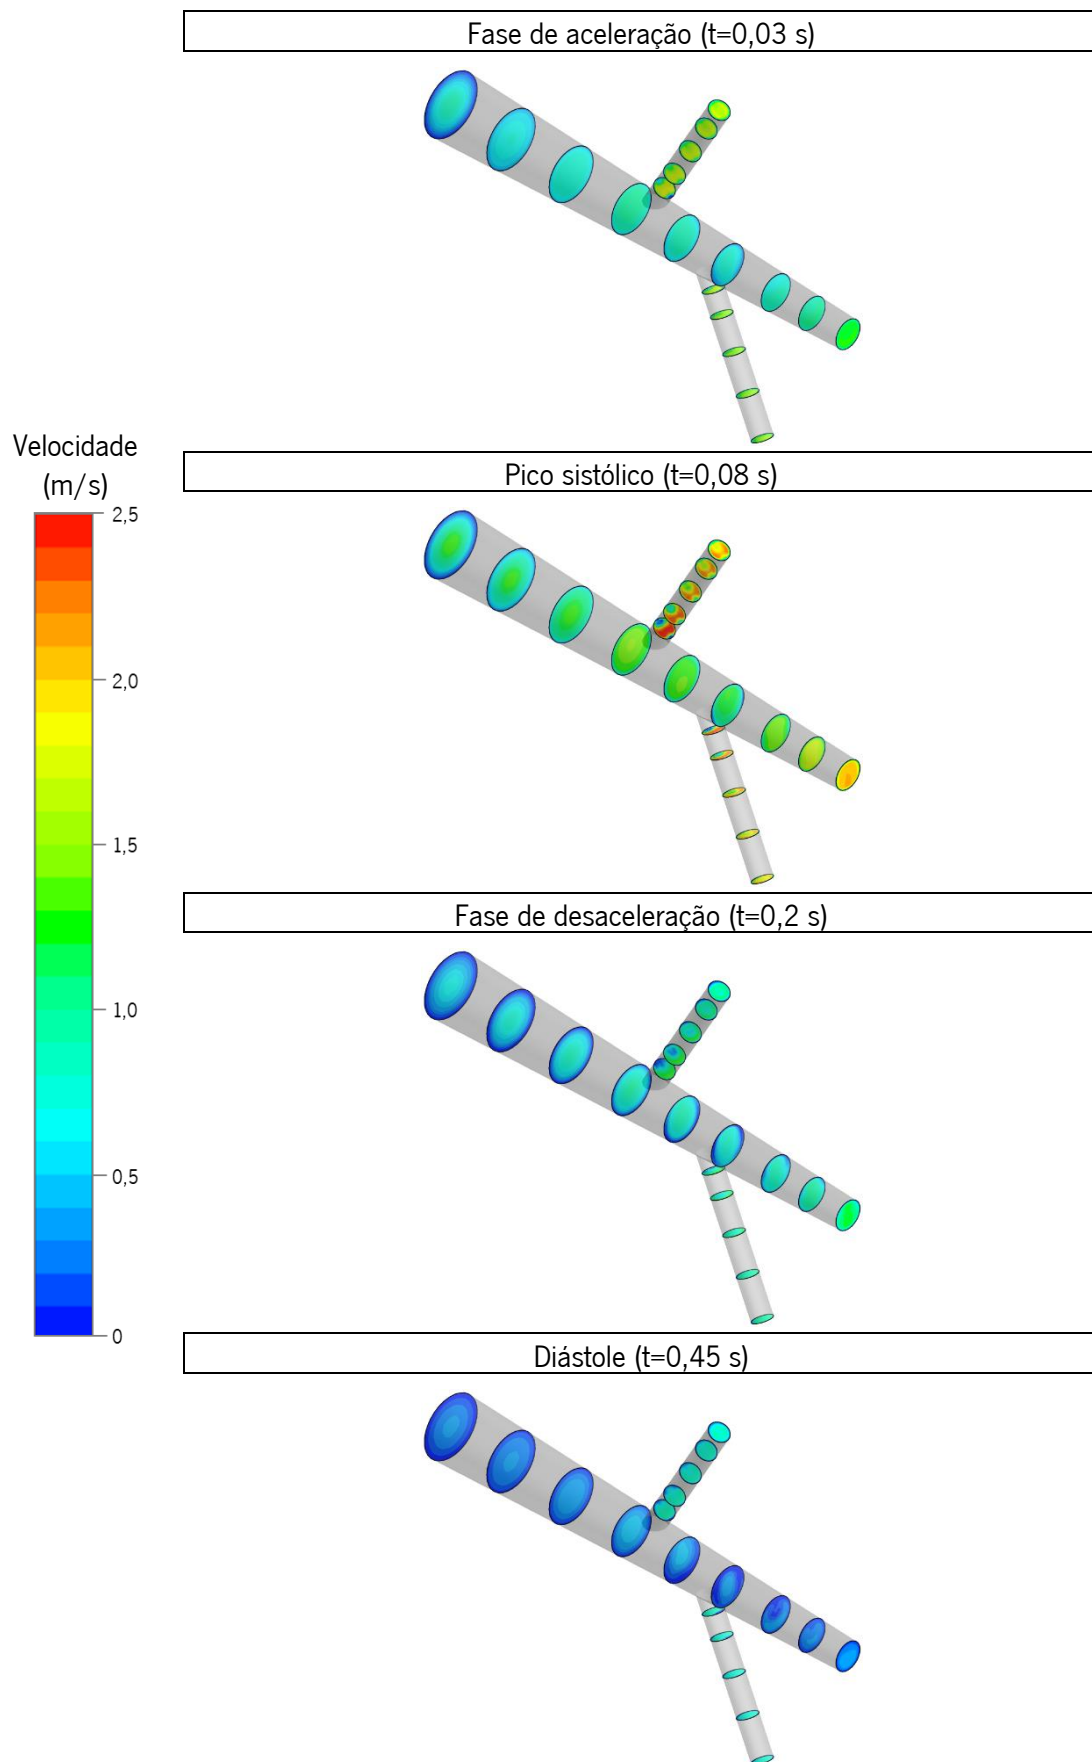 Fase de aceleração (t=0,03 s)
Velocidade
(m/s)
Pico sistólico (t=0,08 s)
2,5
2,0
1,5
1,0
0,5
0
Fase de desaceleração (t=0,2 s)
Diástole (t=0,45 s)